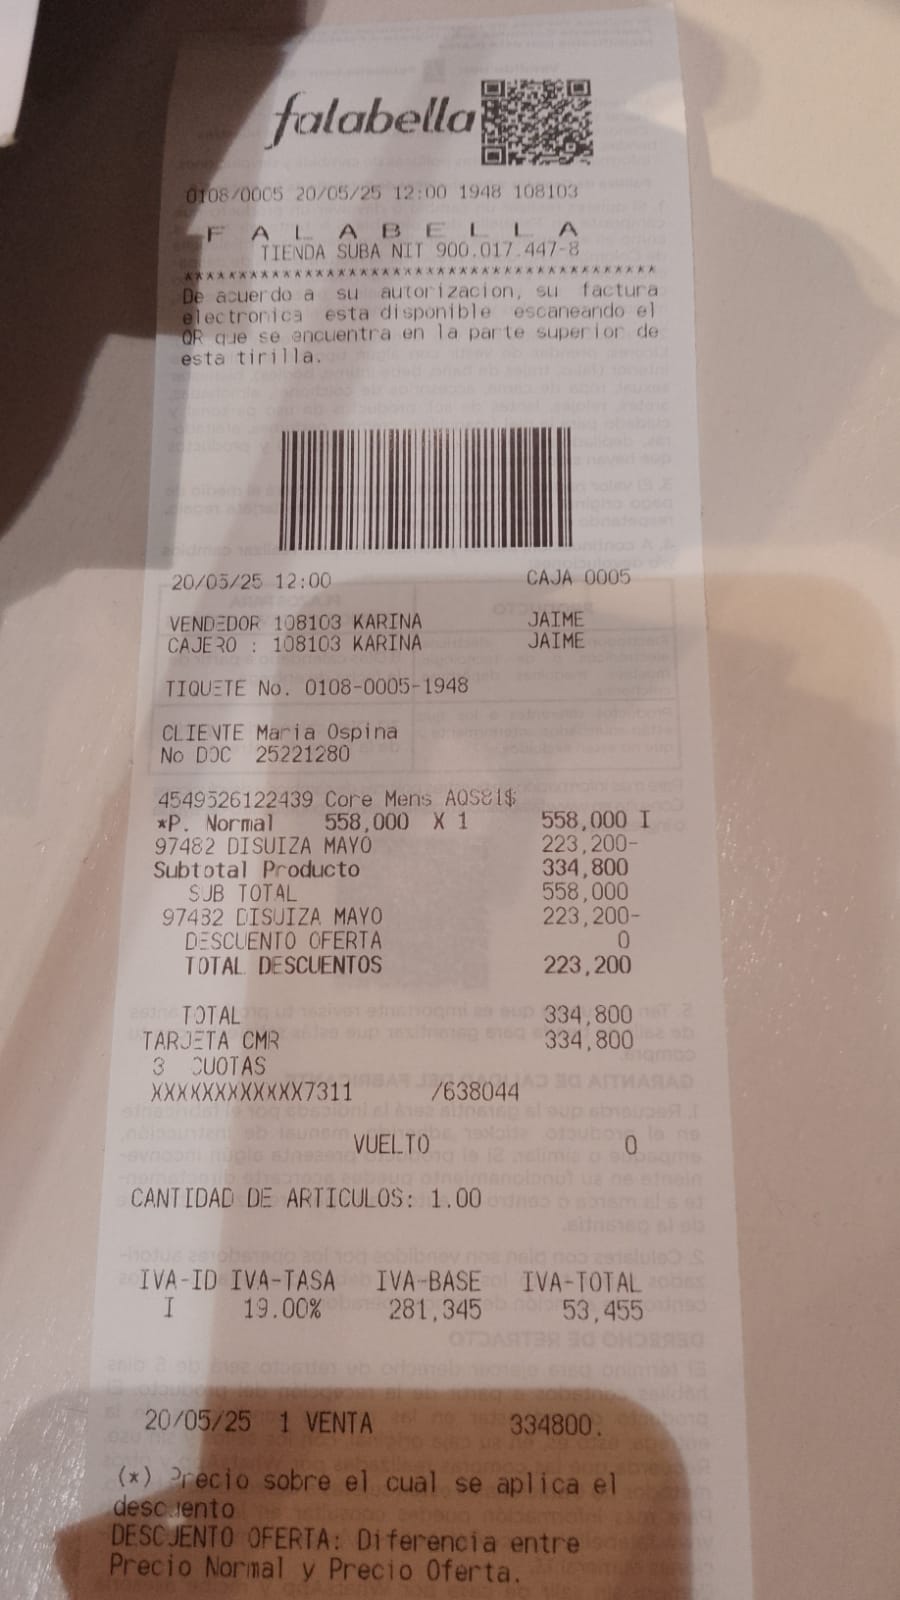 falabella
0108/0005 20/05/25 12:00 1948 108103
F A L A B E L L A
TIENDA SUBA NIT 900.017.447-8
******************************************
De acuerdo a su autorizacion, su factura
electronica esta disponible escaneando el
QR que se encuentra en la parte superior de
esta tirilla.
20/05/25 12:00 CAJA 0005
VENDEDOR 108103 KARINA JAIME
CAJERO : 108103 KARINA JAIME
TIQUETE No. 0108-0005-1948
CLIENTE Maria Ospina
No DOC 25221280
4549526122439 Core Mens AQS81$
*P. Normal 558,000 X 1 558,000 I
97482 DISUIZA MAYO 223,200-
Subtotal Producto 334,800
SUB TOTAL 558,000
97482 DISUIZA MAYO 223,200-
DESCUENTO OFERTA 0
TOTAL DESCUENTOS 223,200
TOTAL 334,800
TARJETA CMR 334,800
3 CUOTAS
XXXXXXXXXXXX7311 /638044
VUELTO 0
CANTIDAD DE ARTICULOS: 1.00
IVA-ID IVA-TASA IVA-BASE IVA-TOTAL
I 19.00% 281,345 53,455
20/05/25 1 VENTA 334800.
(*) Precio sobre el cual se aplica el
descuento
DESCUENTO OFERTA: Diferencia entre
Precio Normal y Precio Oferta.